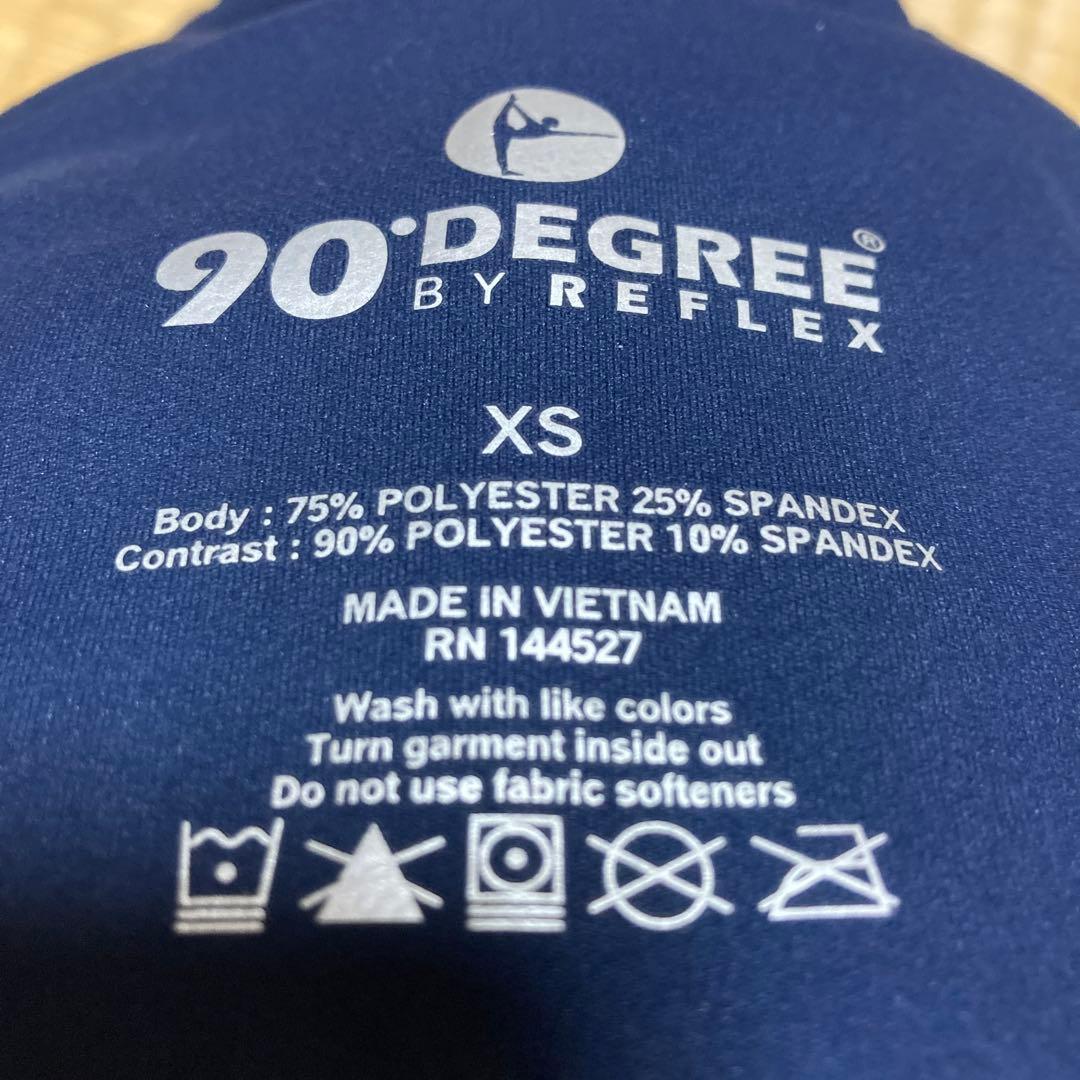 90°DEGREE®
BY REFLEX
XS
Body : 75% POLYESTER 25% SPANDEX
Contrast : 90% POLYESTER 10% SPANDEX
MADE IN VIETNAM
RN 144527
Wash with like colors
Turn garment inside out
Do not use fabric softeners